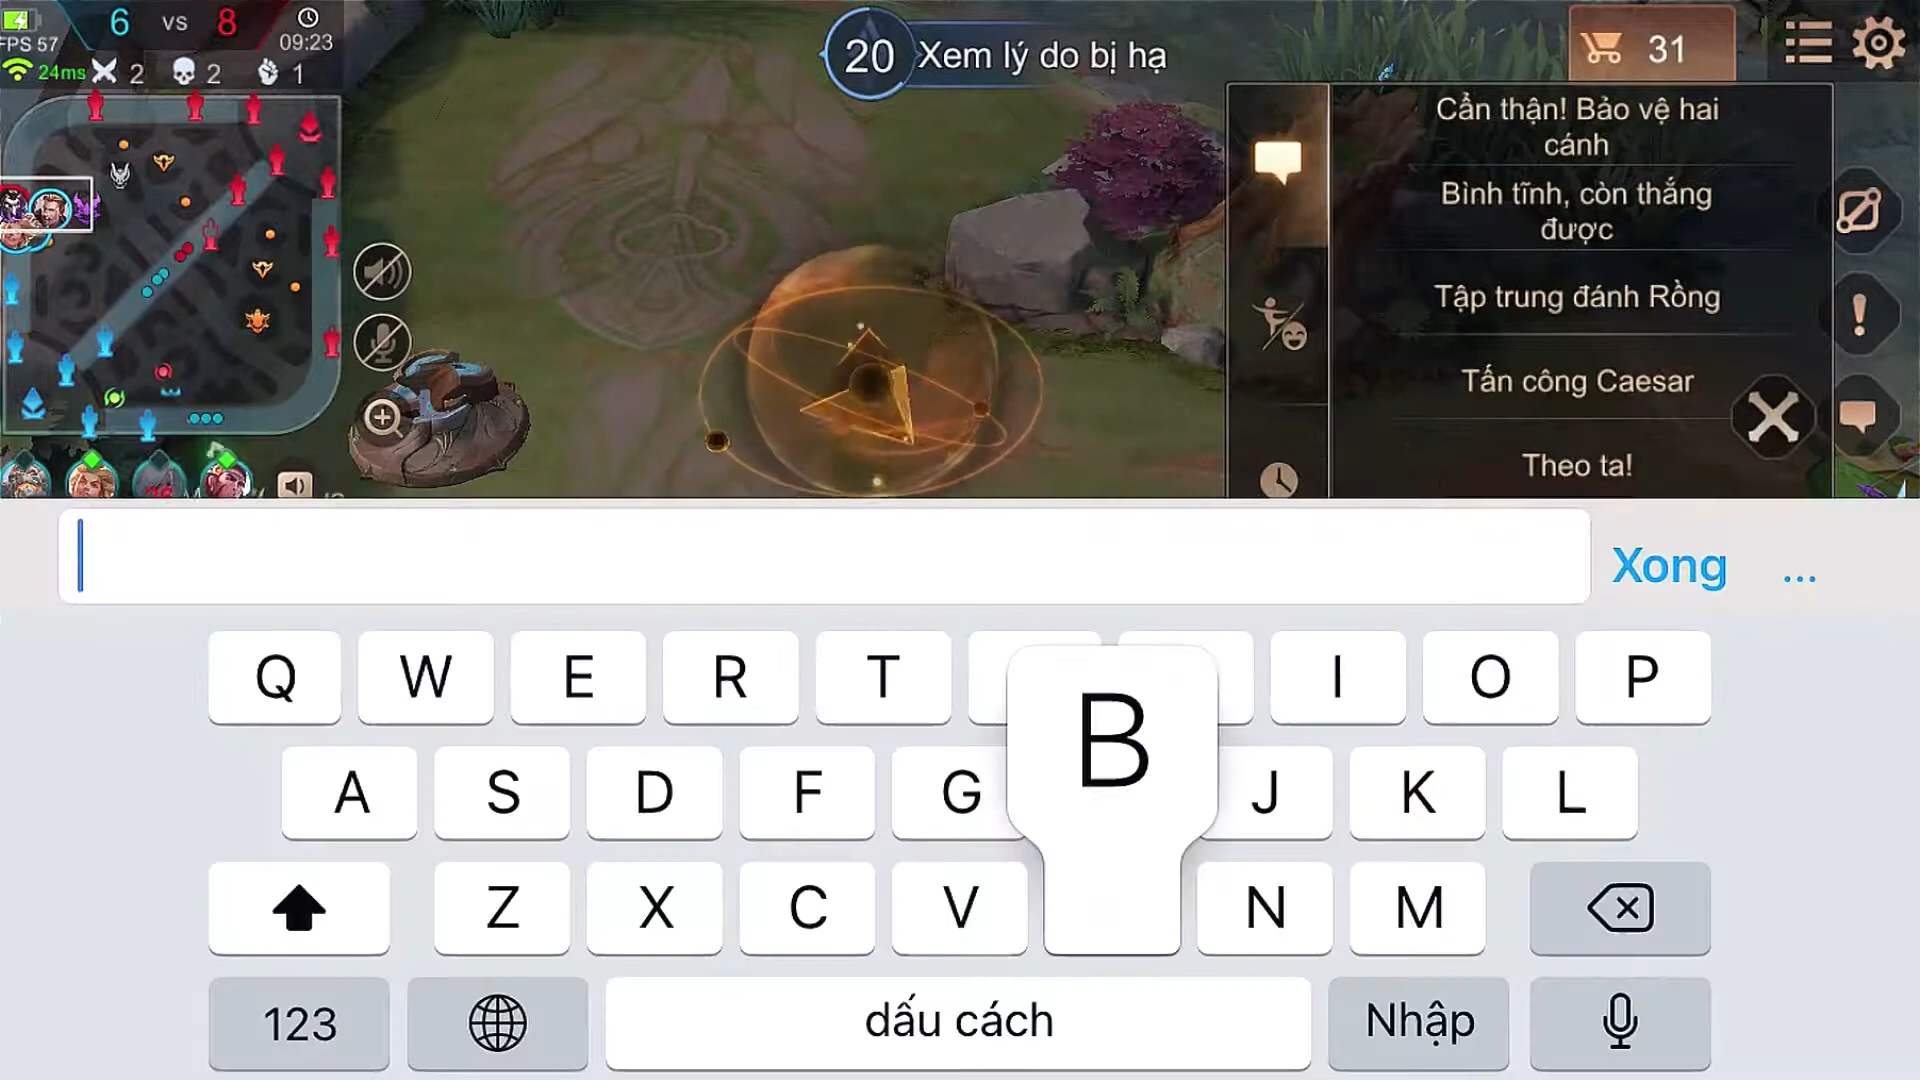 6 vs 8
09:23
FPS 57
24ms 2 2 1
20 Xem lý do bị hạ
31
Cẩn thận! Bảo vệ hai
cánh
Bình tĩnh, còn thắng
được
Tập trung đánh Rồng
Tấn công Caesar
Theo ta!
Xong ...
Q W E R T I O P
B
A S D F G J K L
Z X C V N M
123 dấu cách Nhập